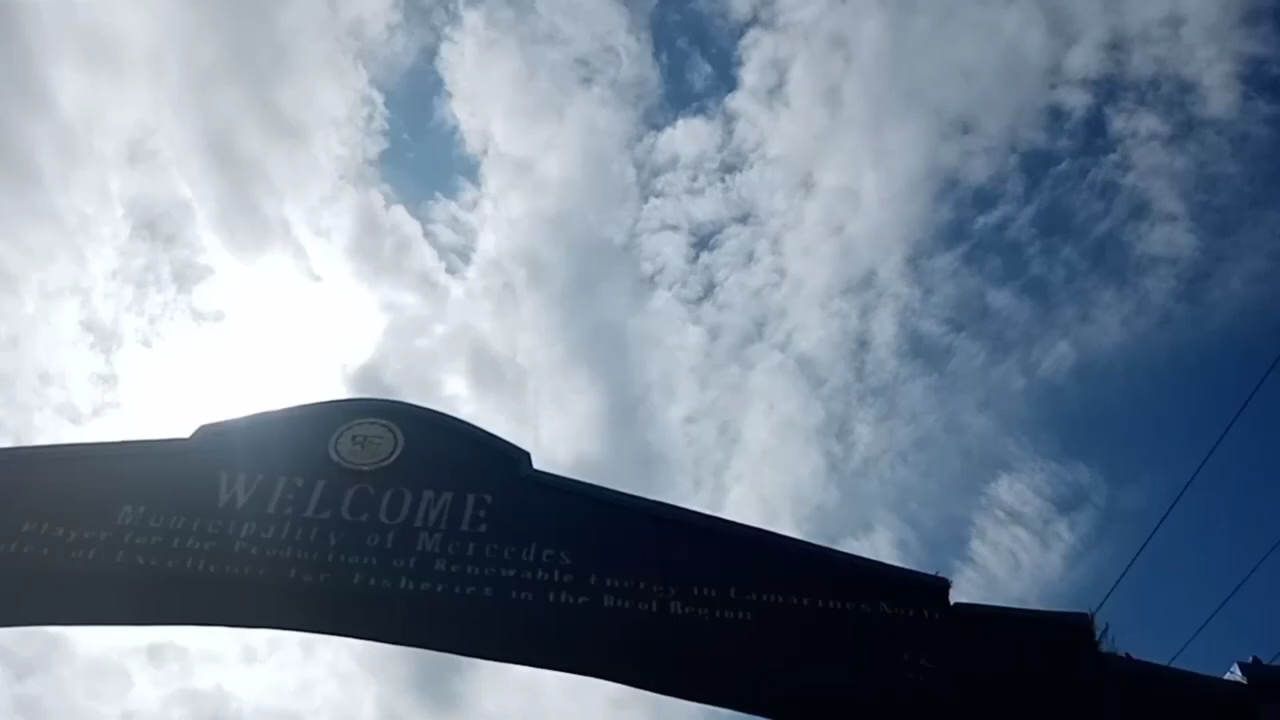 WELCOME
Municipality of Mercedes
Player for the Production of Renewable Energy in Camarines Norte
of Excellence for Fisheries in the Bicol Region